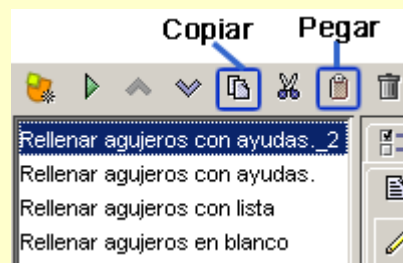 Copiar Pegar
Rellenar agujeros con ayudas._2
Rellenar agujeros con ayudas.
Rellenar agujeros con lista
Rellenar agujeros en blanco